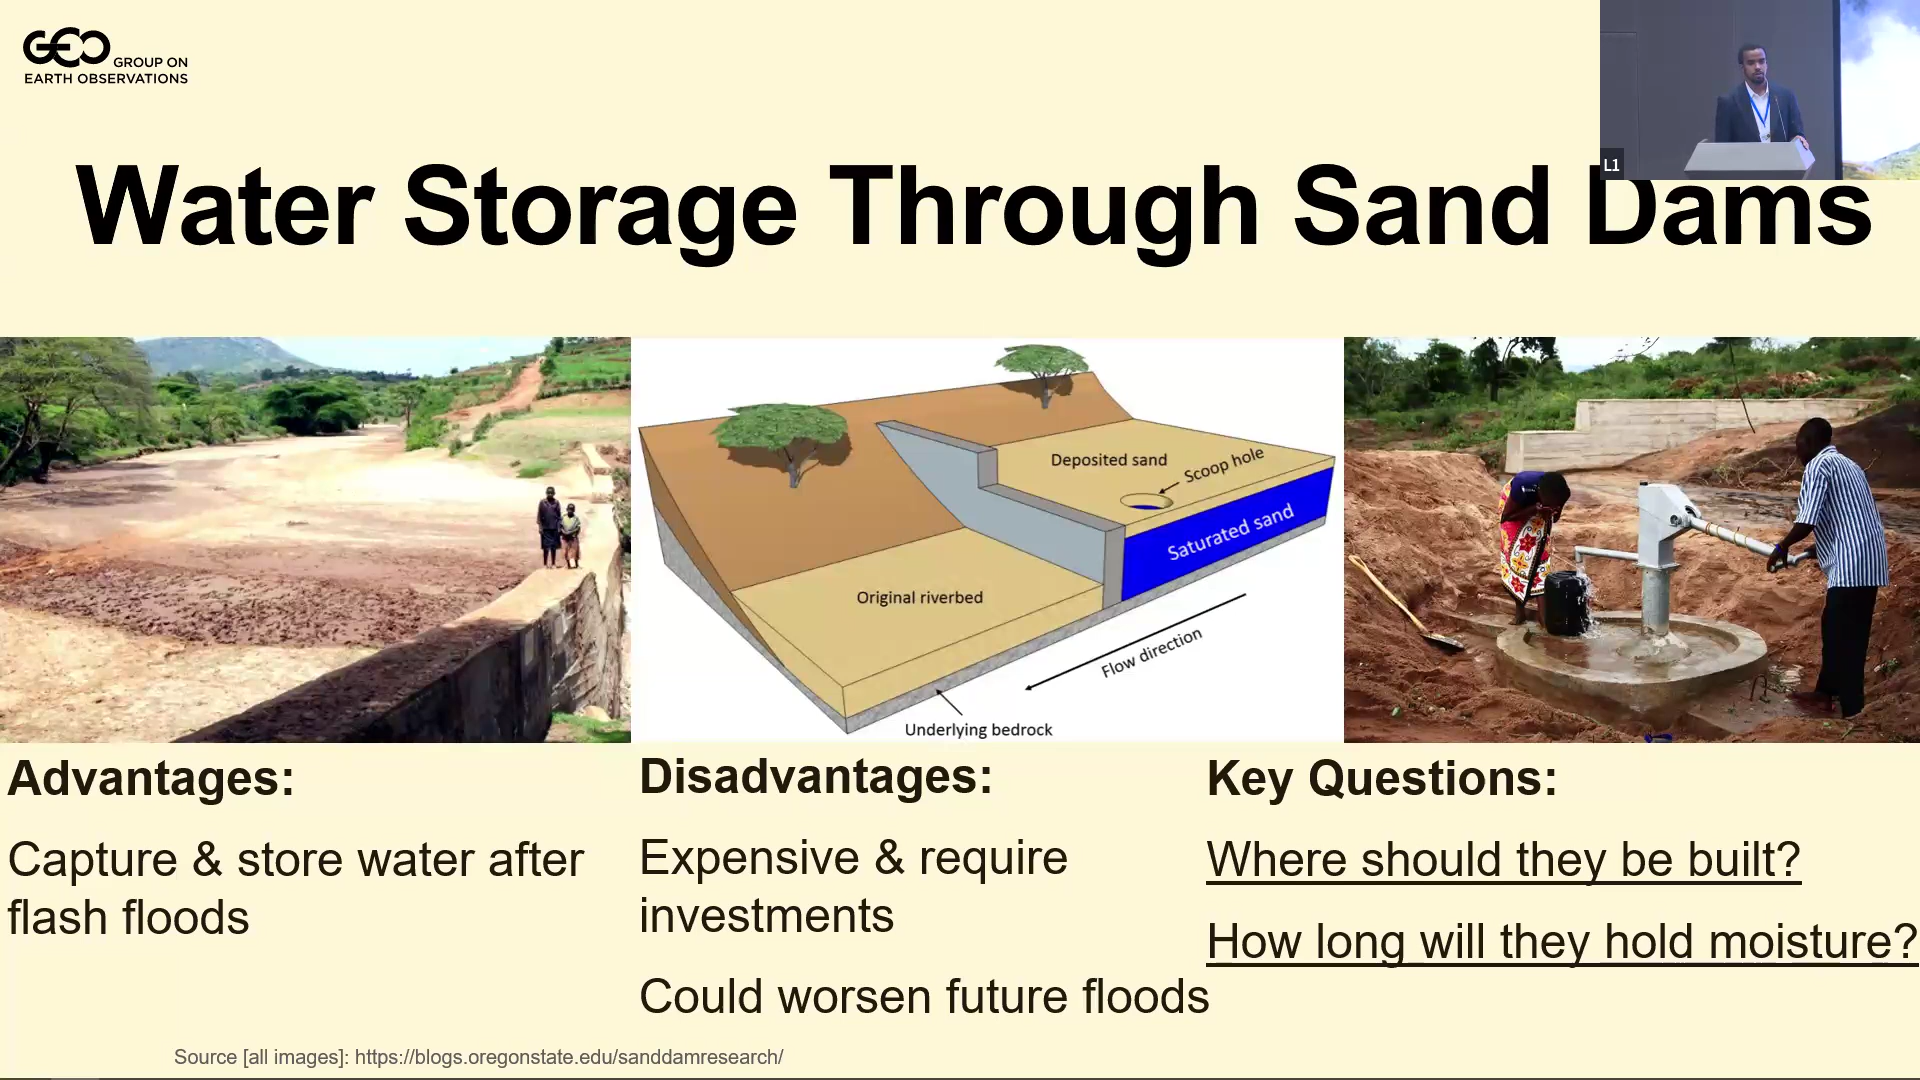 GEO GROUP ON
EARTH OBSERVATIONS
L1
Water Storage Through Sand Dams
Deposited sand
Scoop hole
Saturated sand
Original riverbed
Flow direction
Underlying bedrock
Advantages:
Capture & store water after
flash floods
Disadvantages:
Expensive & require
investments
Could worsen future floods
Key Questions:
Where should they be built?
How long will they hold moisture?
Source [all images]: https://blogs.oregonstate.edu/sanddamresearch/